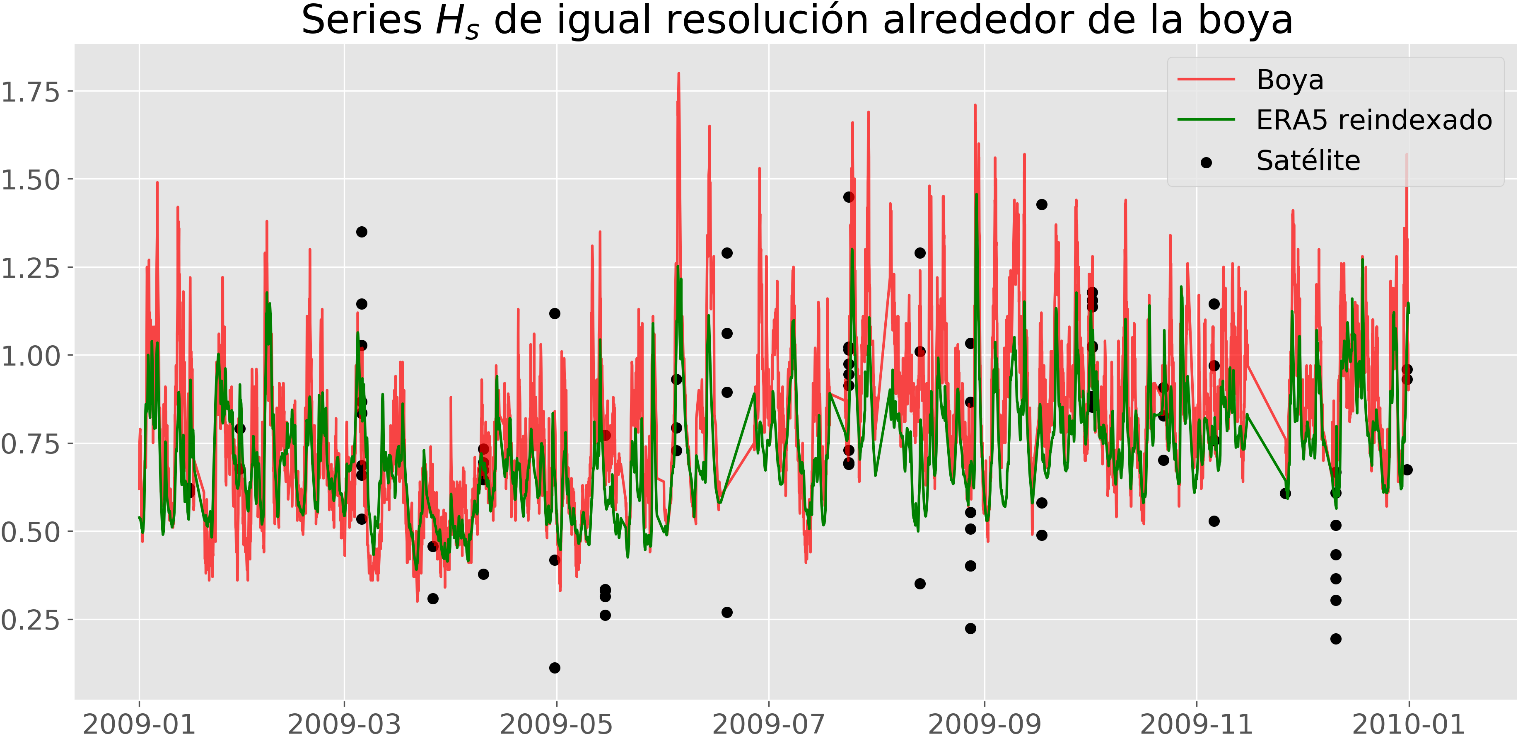 Series Hs de igual resolución alrededor de la boya
1.75
1.50
1.25
1.00
0.75
0.50
0.25
Boya
ERA5 reindexado
Satélite
2009-01 2009-03 2009-05 2009-07 2009-09 2009-11 2010-01